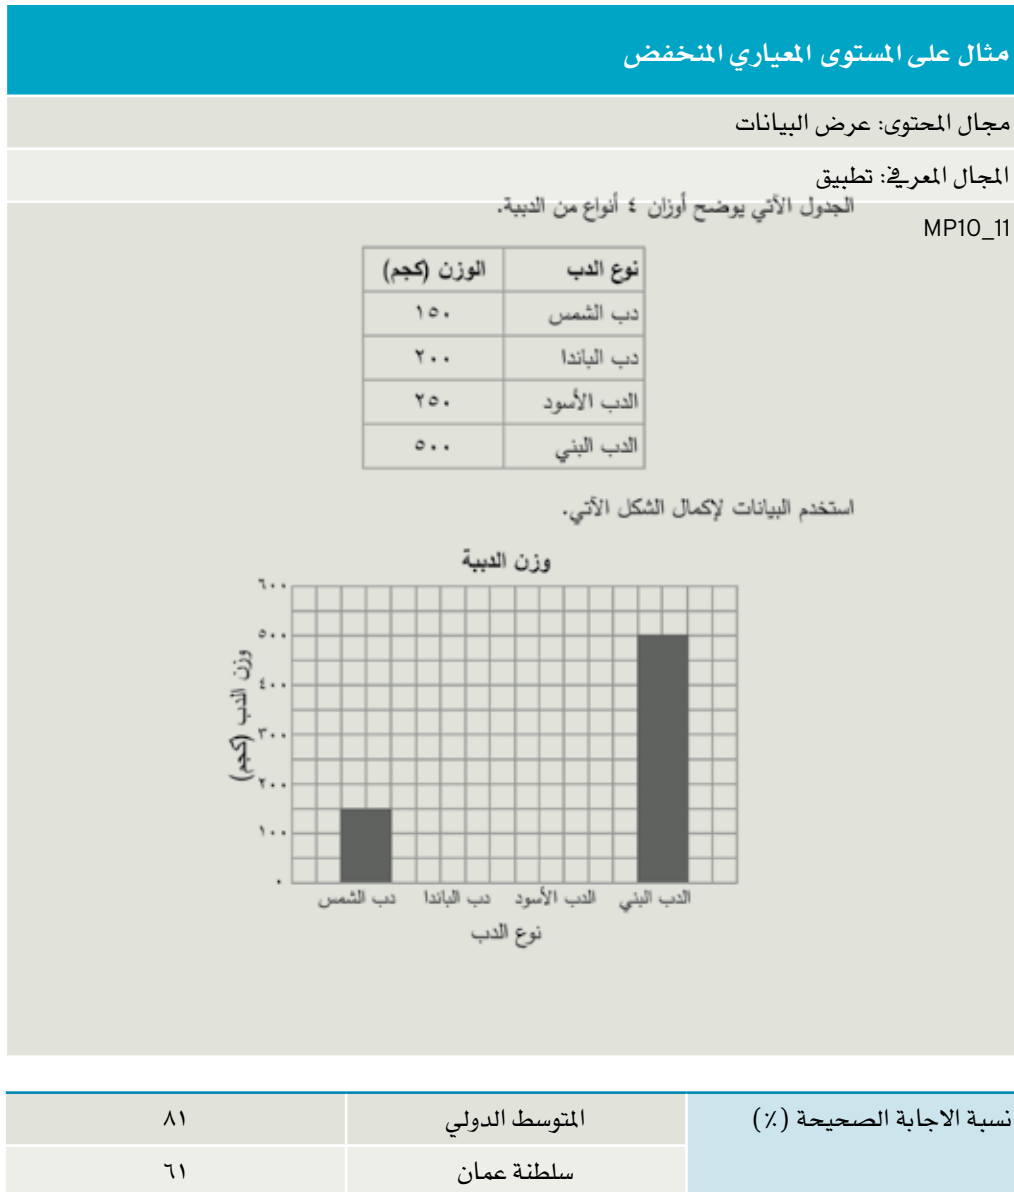 مثال على المستوى المعياري المنخفض
مجال المحتوى: عرض البيانات
المجال المعرفي: تطبيق
MP10_11
الجدول الآتي يوضح أوزان ٤ أنواع من الدببة.
نوع الدب الوزن (كجم)
دب الشمس ١٥٠
دب الباندا ٢٠٠
الدب الأسود ٢٥٠
الدب البني ٥٠٠
استخدم البيانات لإكمال الشكل الآتي.
وزن الدببة
٦٠٠
٥٠٠
٤٠٠
٣٠٠
٢٠٠
١٠٠
٠
وزن الدب (كجم)
دب الشمس دب الباندا الدب الأسود الدب البني
نوع الدب
نسبة الاجابة الصحيحة (٪) المتوسط الدولي ٨١
سلطنة عمان ٦١